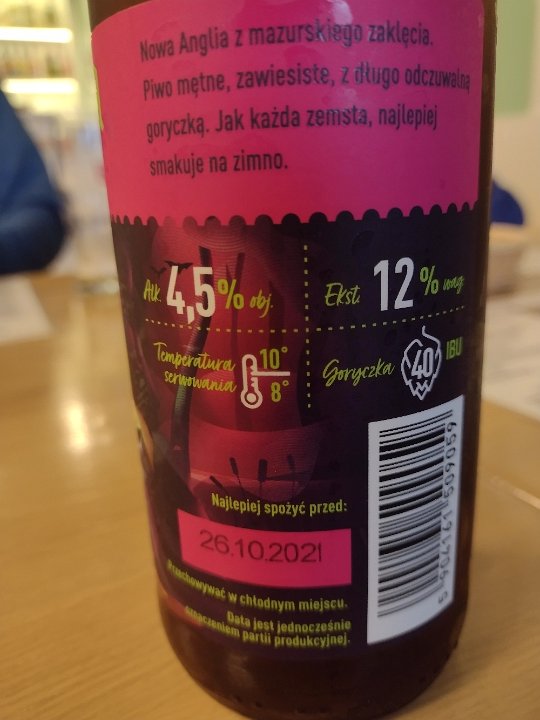 Nowa Anglia z mazurskiego zaklęcia.
Piwo mętne, zawiesiste, z długo odczuwalną
goryczką. Jak każda zemsta, najlepiej
smakuje na zimno.
Alk. 4,5% obj.
Ekst. 12% wag.
Temperatura
serwowania
10°
8°
Goryczka 40 IBU
Najlepiej spożyć przed:
26.10.2021
Przechowywać w chłodnym miejscu.
Data jest jednocześnie
oznaczeniem partii produkcyjnej.